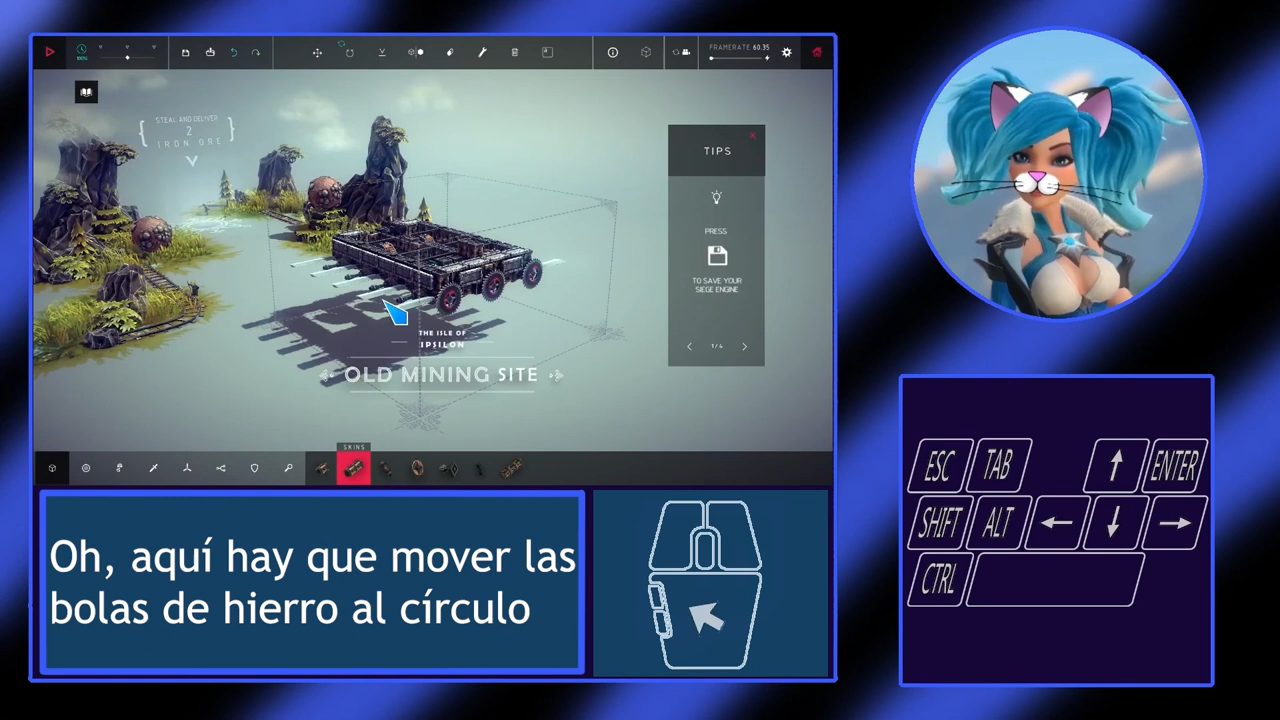 FRAMERATE 60.35
100%
STEAL AND DELIVER
2
IRON ORE
TIPS
PRESS
TO SAVE YOUR
SIEGE ENGINE
1/4
THE ISLE OF
IPSILON
OLD MINING SITE
SKINS
Oh, aquí hay que mover las
bolas de hierro al círculo
ESC TAB ↑ ENTER
SHIFT ALT ← ↓ →
CTRL